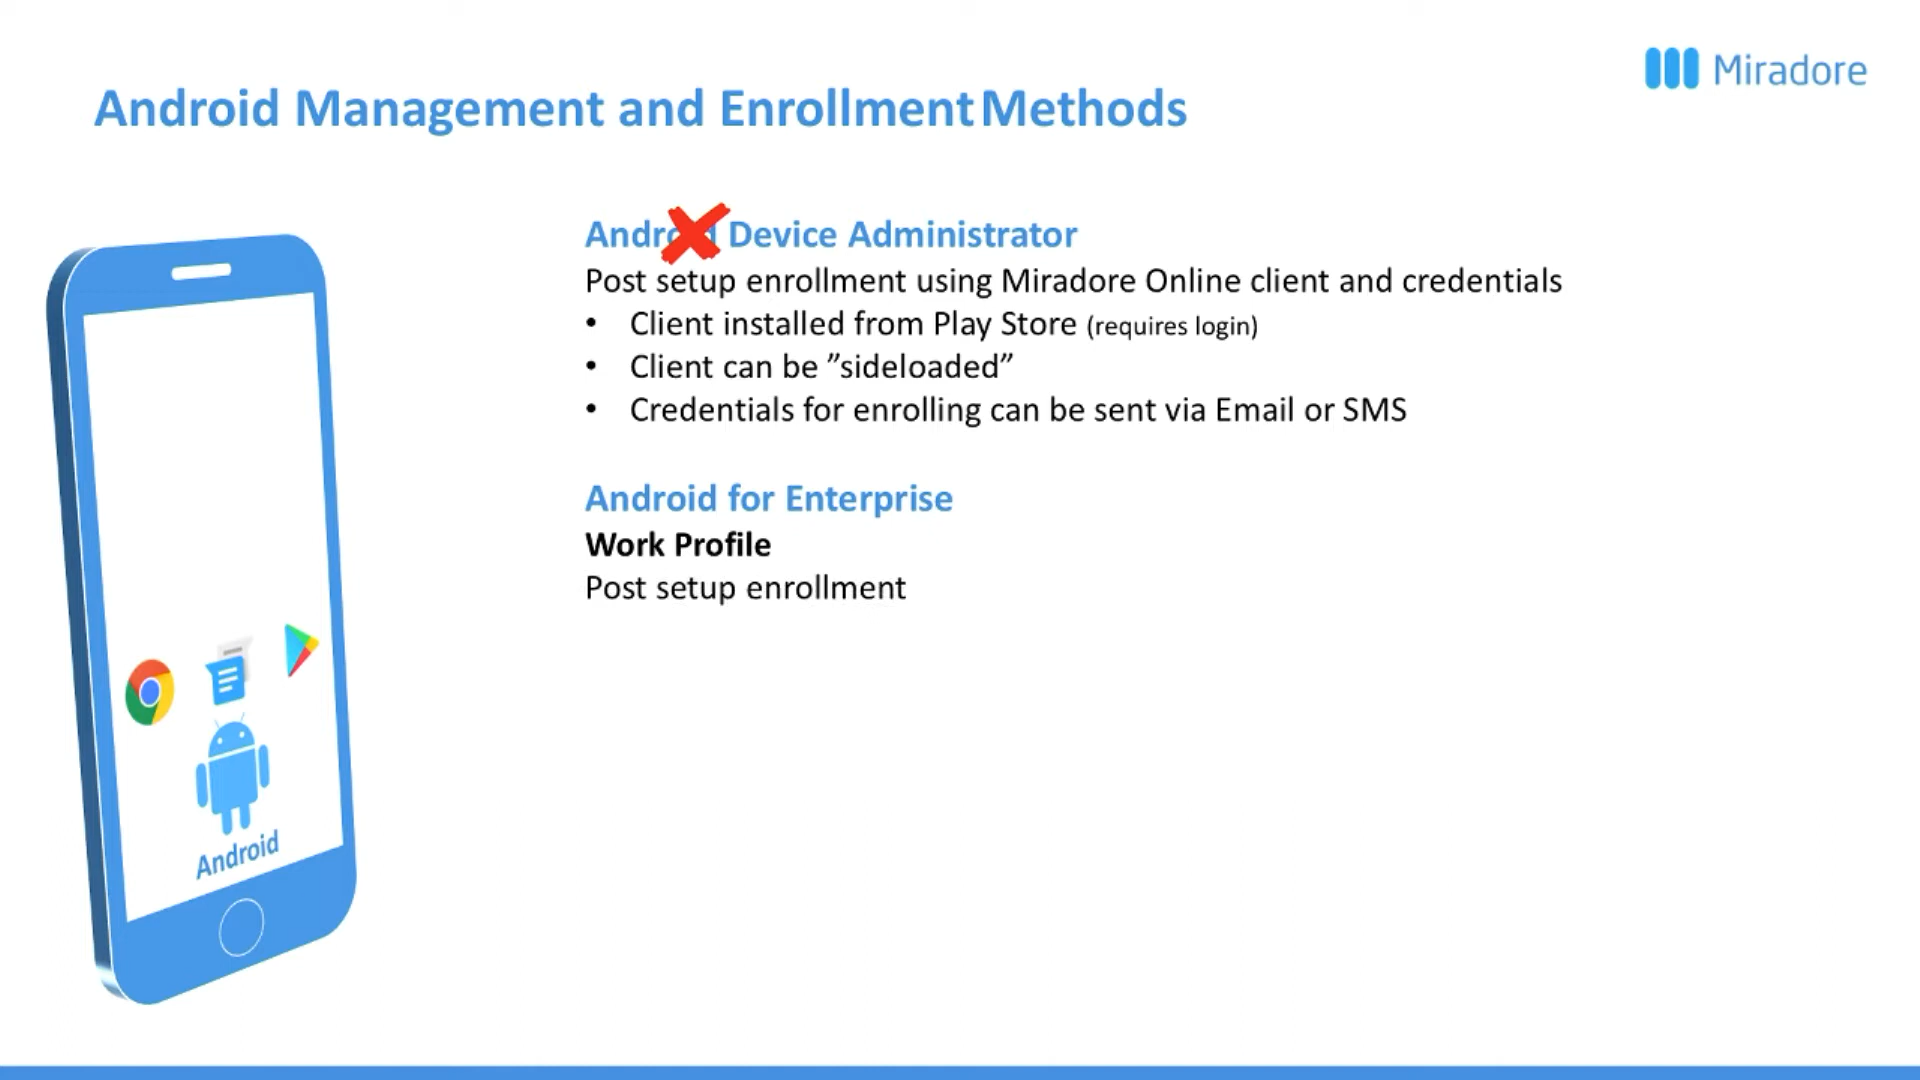 Miradore
Android Management and Enrollment Methods
Android Device Administrator
Post setup enrollment using Miradore Online client and credentials
• Client installed from Play Store (requires login)
• Client can be ”sideloaded”
• Credentials for enrolling can be sent via Email or SMS
Android for Enterprise
Work Profile
Post setup enrollment
Android